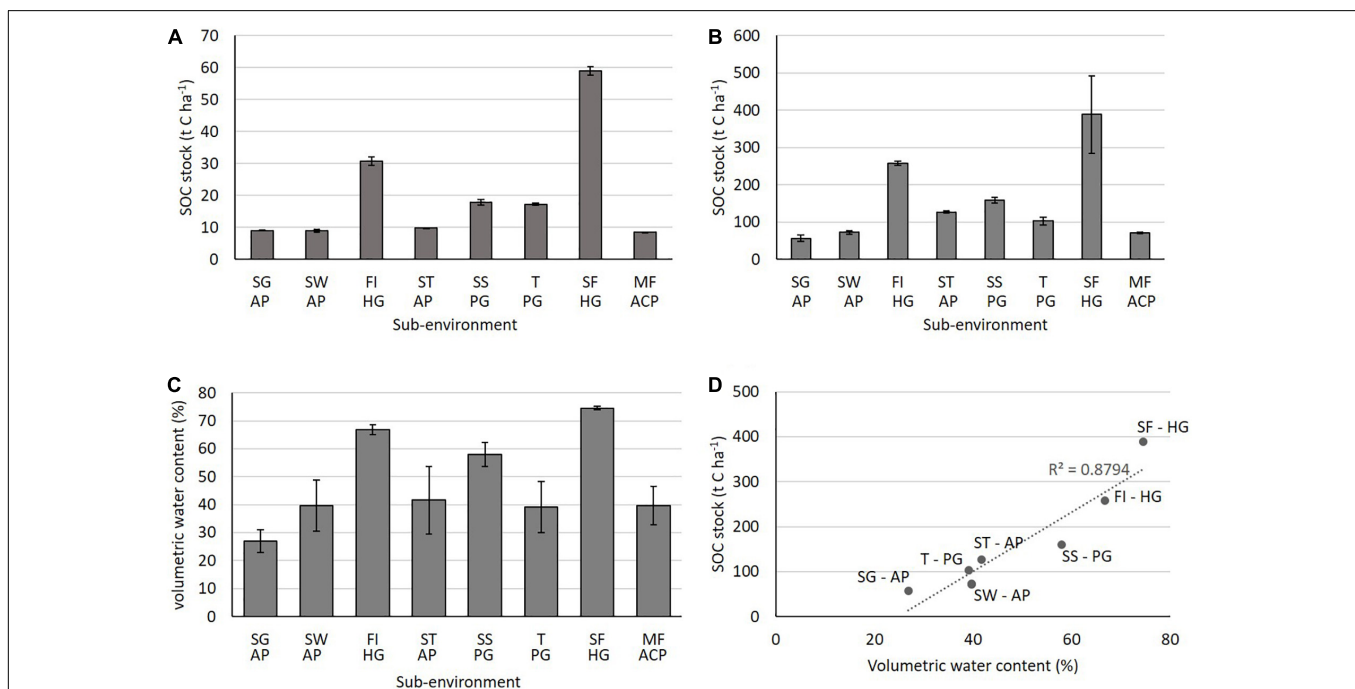 A
SOC stock (t C ha⁻¹)
70
60
50
40
30
20
10
0
SG SW FI ST SS T SF MF
AP AP HG AP PG PG HG ACP
Sub-environment
B
SOC stock (t C ha⁻¹)
600
500
400
300
200
100
0
SG SW FI ST SS T SF MF
AP AP HG AP PG PG HG ACP
Sub-environment
C
volumetric water content (%)
80
70
60
50
40
30
20
10
0
SG SW FI ST SS T SF MF
AP AP HG AP PG PG HG ACP
Sub-environment
D
SOC stock (t C ha⁻¹)
500
400
300
200
100
0
SF - HG
R² = 0.8794
FI - HG
ST - AP
T - PG
SS - PG
SG - AP
SW - AP
0 20 40 60 80
Volumetric water content (%)